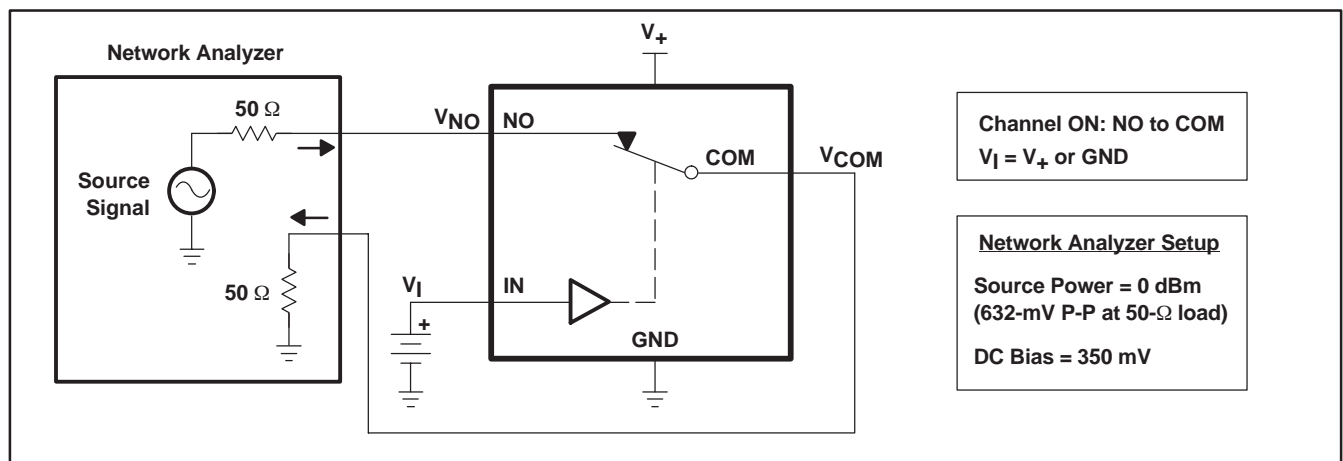 Network Analyzer
50 Ω
Source
Signal
50 Ω
V+
VNO
NO
COM
VCOM
VI
IN
+
GND
Channel ON: NO to COM
VI = V+ or GND
Network Analyzer Setup
Source Power = 0 dBm
(632-mV P-P at 50-Ω load)
DC Bias = 350 mV